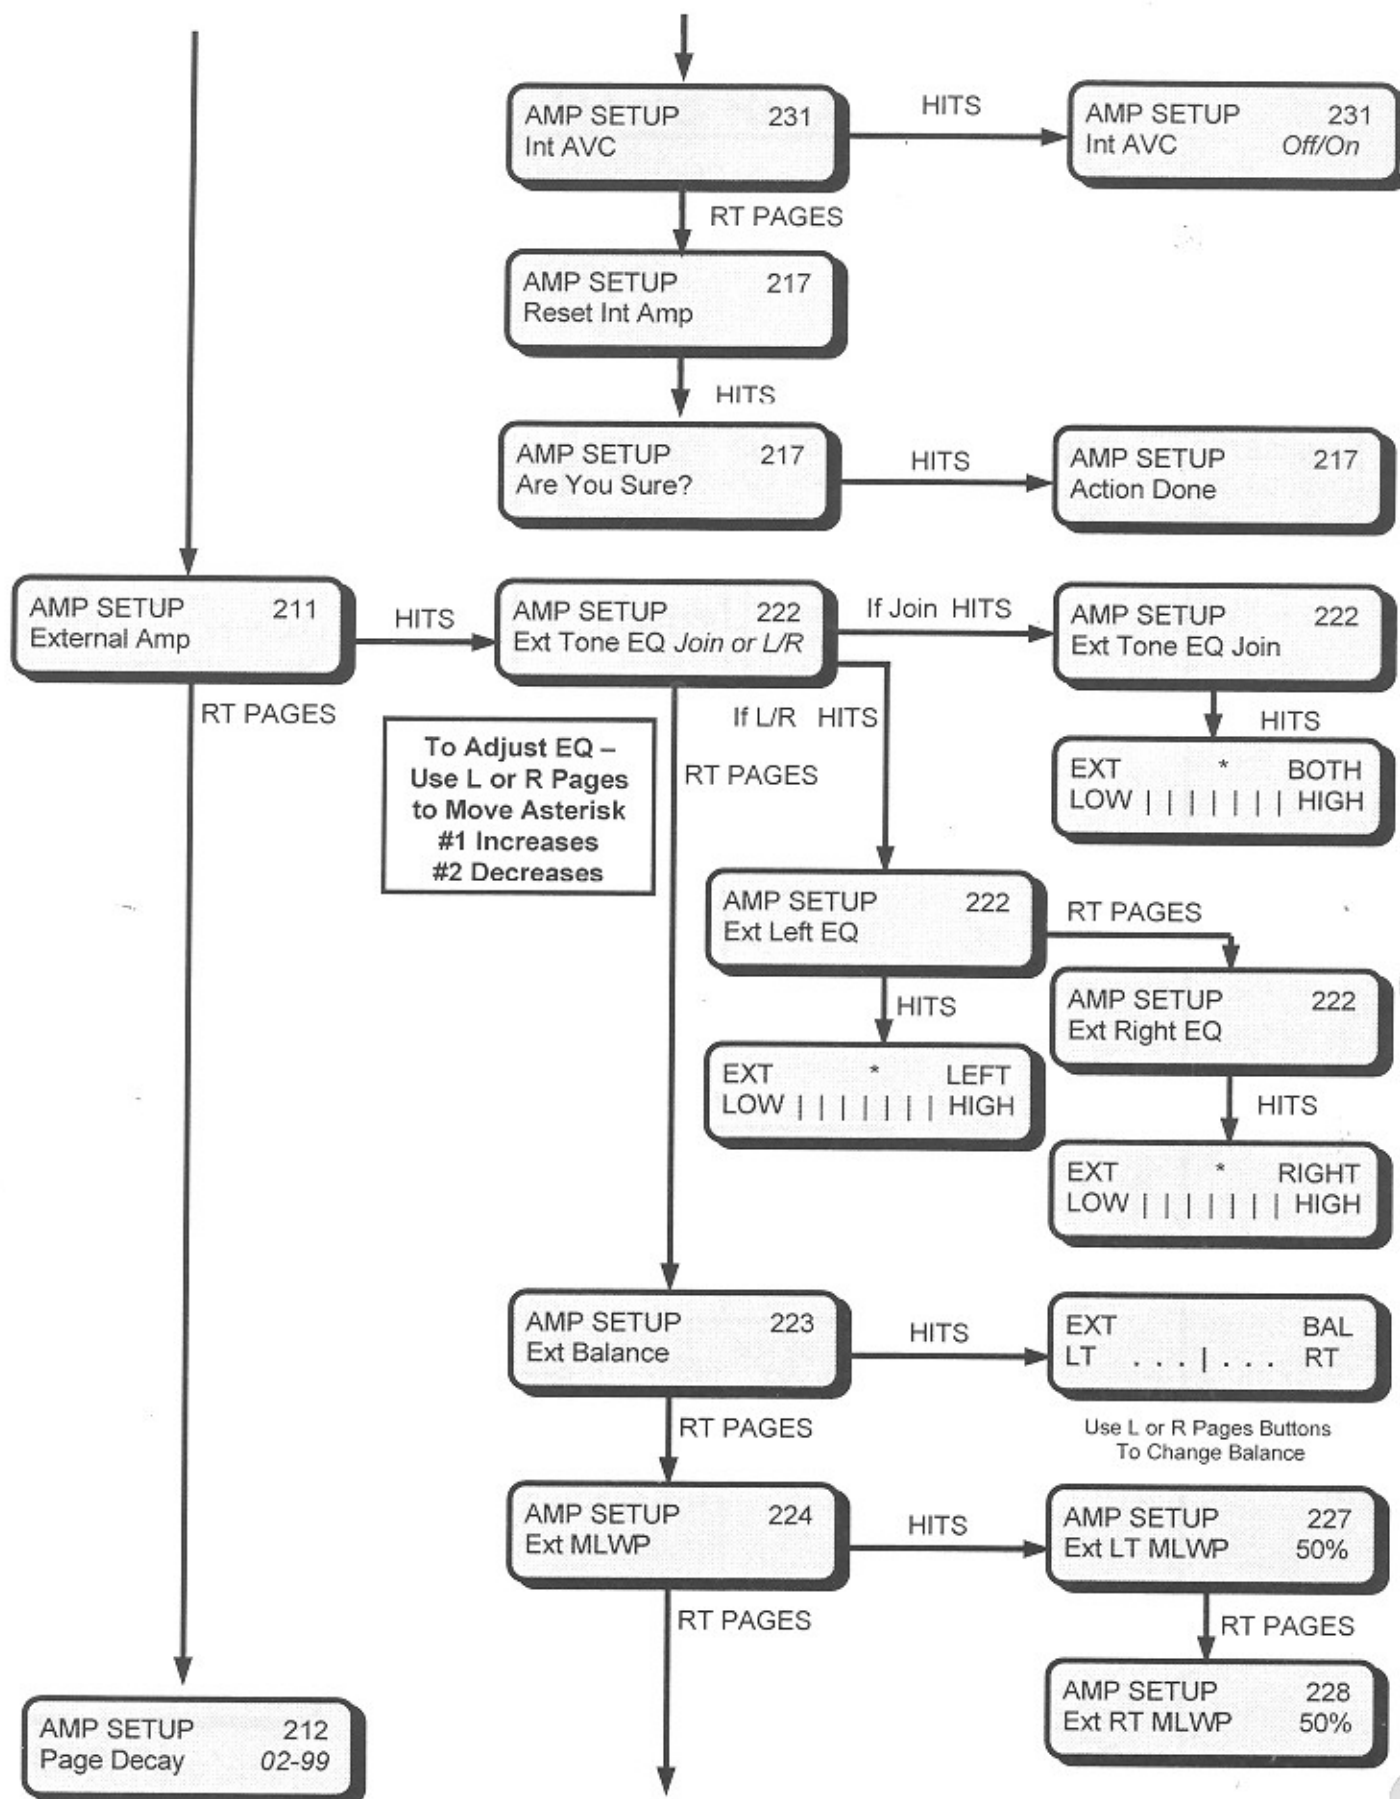 AMP SETUP 231
Int AVC
HITS
AMP SETUP 231
Int AVC Off/On
RT PAGES
AMP SETUP 217
Reset Int Amp
HITS
AMP SETUP 217
Are You Sure?
HITS
AMP SETUP 217
Action Done
AMP SETUP 211
External Amp
HITS
AMP SETUP 222
Ext Tone EQ Join or L/R
If Join HITS
AMP SETUP 222
Ext Tone EQ Join
RT PAGES
To Adjust EQ –
Use L or R Pages
to Move Asterisk
#1 Increases
#2 Decreases
RT PAGES
If L/R HITS
HITS
EXT * BOTH
LOW | | | | | | | HIGH
AMP SETUP 222
Ext Left EQ
RT PAGES
AMP SETUP 222
Ext Right EQ
HITS
EXT * LEFT
LOW | | | | | | | HIGH
HITS
EXT * RIGHT
LOW | | | | | | | HIGH
AMP SETUP 223
Ext Balance
HITS
EXT BAL
LT . . . | . . . RT
Use L or R Pages Buttons
To Change Balance
RT PAGES
AMP SETUP 224
Ext MLWP
HITS
AMP SETUP 227
Ext LT MLWP 50%
RT PAGES
RT PAGES
AMP SETUP 228
Ext RT MLWP 50%
AMP SETUP 212
Page Decay 02-99